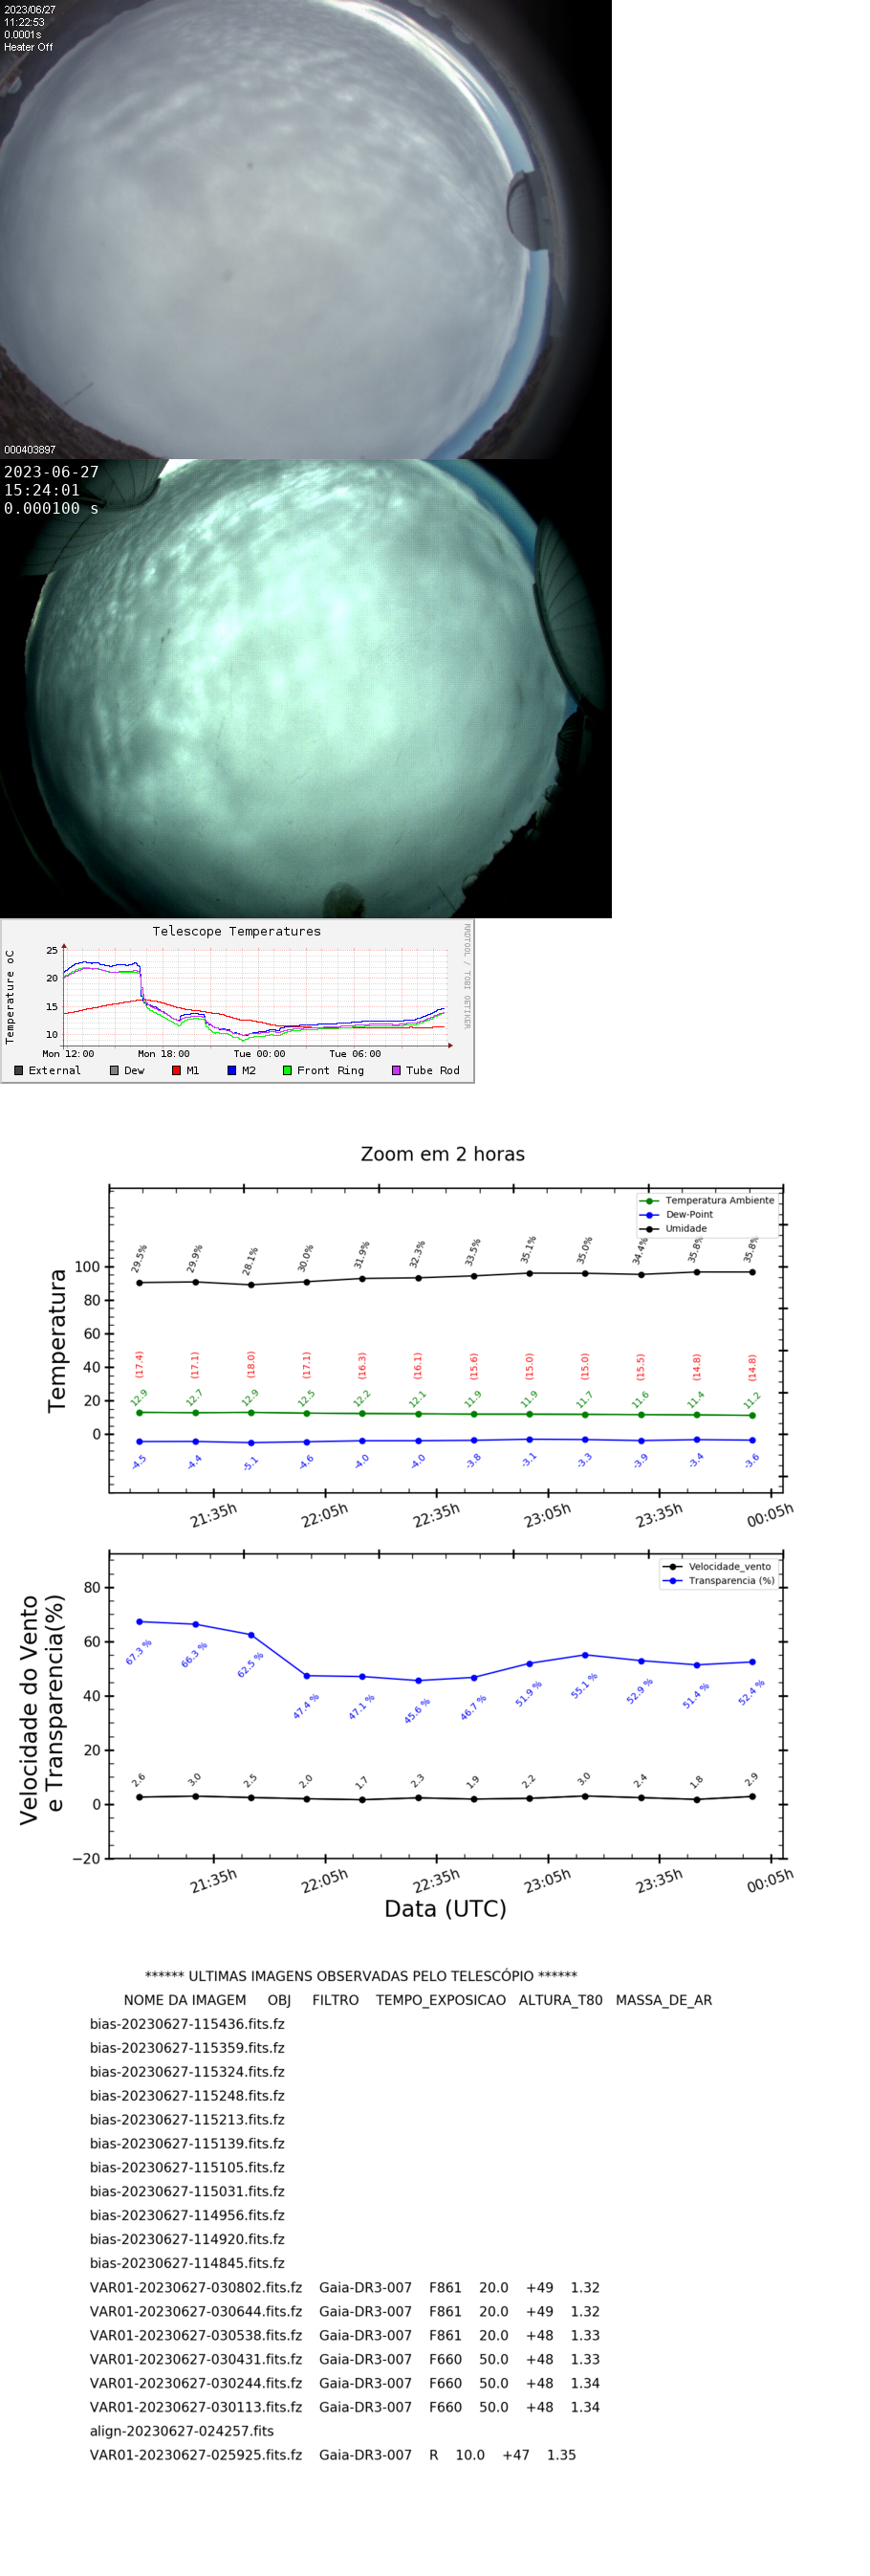 2023/06/27
11:22:53
0.0001s
Heater Off
000403897
2023-06-27
15:24:01
0.000100 s
Telescope Temperatures
RRDTOOL / TOBI OETIKER
Temperature oC
25
20
15
10
Mon 12:00 Mon 18:00 Tue 00:00 Tue 06:00
External Dew M1 M2 Front Ring Tube Rod
Zoom em 2 horas
Temperatura Ambiente
Dew-Point
Umidade
Temperatura
100
80
60
40
20
0
29.5% 29.9% 28.1% 30.0% 31.9% 32.3% 33.5% 35.1% 35.0% 34.4% 35.8% 35.8%
(17.4) (17.1) (18.0) (17.1) (16.3) (16.1) (15.6) (15.0) (15.0) (15.5) (14.8) (14.8)
12.9 12.7 12.9 12.5 12.2 12.1 11.9 11.9 11.7 11.6 11.4 11.2
-4.5 -4.4 -5.1 -4.6 -4.0 -4.0 -3.8 -3.1 -3.3 -3.9 -3.4 -3.6
21:35h 22:05h 22:35h 23:05h 23:35h 00:05h
Velocidade_vento
Transparencia (%)
Velocidade do Vento
e Transparencia(%)
80
60
40
20
0
−20
67.3 % 66.3 % 62.5 % 47.4 % 47.1 % 45.6 % 46.7 % 51.9 % 55.1 % 52.9 % 51.4 % 52.4 %
2.6 3.0 2.5 2.0 1.7 2.3 1.9 2.2 3.0 2.4 1.8 2.9
21:35h 22:05h 22:35h 23:05h 23:35h 00:05h
Data (UTC)
****** ULTIMAS IMAGENS OBSERVADAS PELO TELESCÓPIO ******
NOME DA IMAGEM OBJ FILTRO TEMPO_EXPOSICAO ALTURA_T80 MASSA_DE_AR
bias-20230627-115436.fits.fz
bias-20230627-115359.fits.fz
bias-20230627-115324.fits.fz
bias-20230627-115248.fits.fz
bias-20230627-115213.fits.fz
bias-20230627-115139.fits.fz
bias-20230627-115105.fits.fz
bias-20230627-115031.fits.fz
bias-20230627-114956.fits.fz
bias-20230627-114920.fits.fz
bias-20230627-114845.fits.fz
VAR01-20230627-030802.fits.fz Gaia-DR3-007 F861 20.0 +49 1.32
VAR01-20230627-030644.fits.fz Gaia-DR3-007 F861 20.0 +49 1.32
VAR01-20230627-030538.fits.fz Gaia-DR3-007 F861 20.0 +48 1.33
VAR01-20230627-030431.fits.fz Gaia-DR3-007 F660 50.0 +48 1.33
VAR01-20230627-030244.fits.fz Gaia-DR3-007 F660 50.0 +48 1.34
VAR01-20230627-030113.fits.fz Gaia-DR3-007 F660 50.0 +48 1.34
align-20230627-024257.fits
VAR01-20230627-025925.fits.fz Gaia-DR3-007 R 10.0 +47 1.35